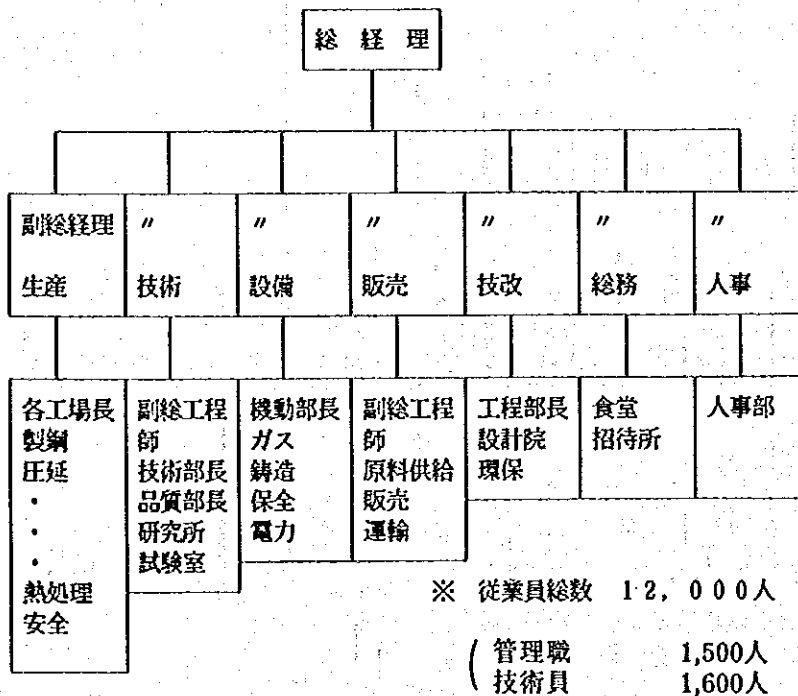 総経理
副総経理
生産
〃
技術
〃
設備
〃
販売
〃
技改
〃
総務
〃
人事
各工場長
製鋼
圧延
・
・
・
熱処理
安全
副総工程
師
技術部長
品質部長
研究所
試験室
機動部長
ガス
鋳造
保全
電力
副総工程
師
原料供給
販売
運輸
工程部長
設計院
環保
食堂
招待所
人事部
※ 従業員総数 12,000人
( 管理職 1,500人
技術員 1,600人